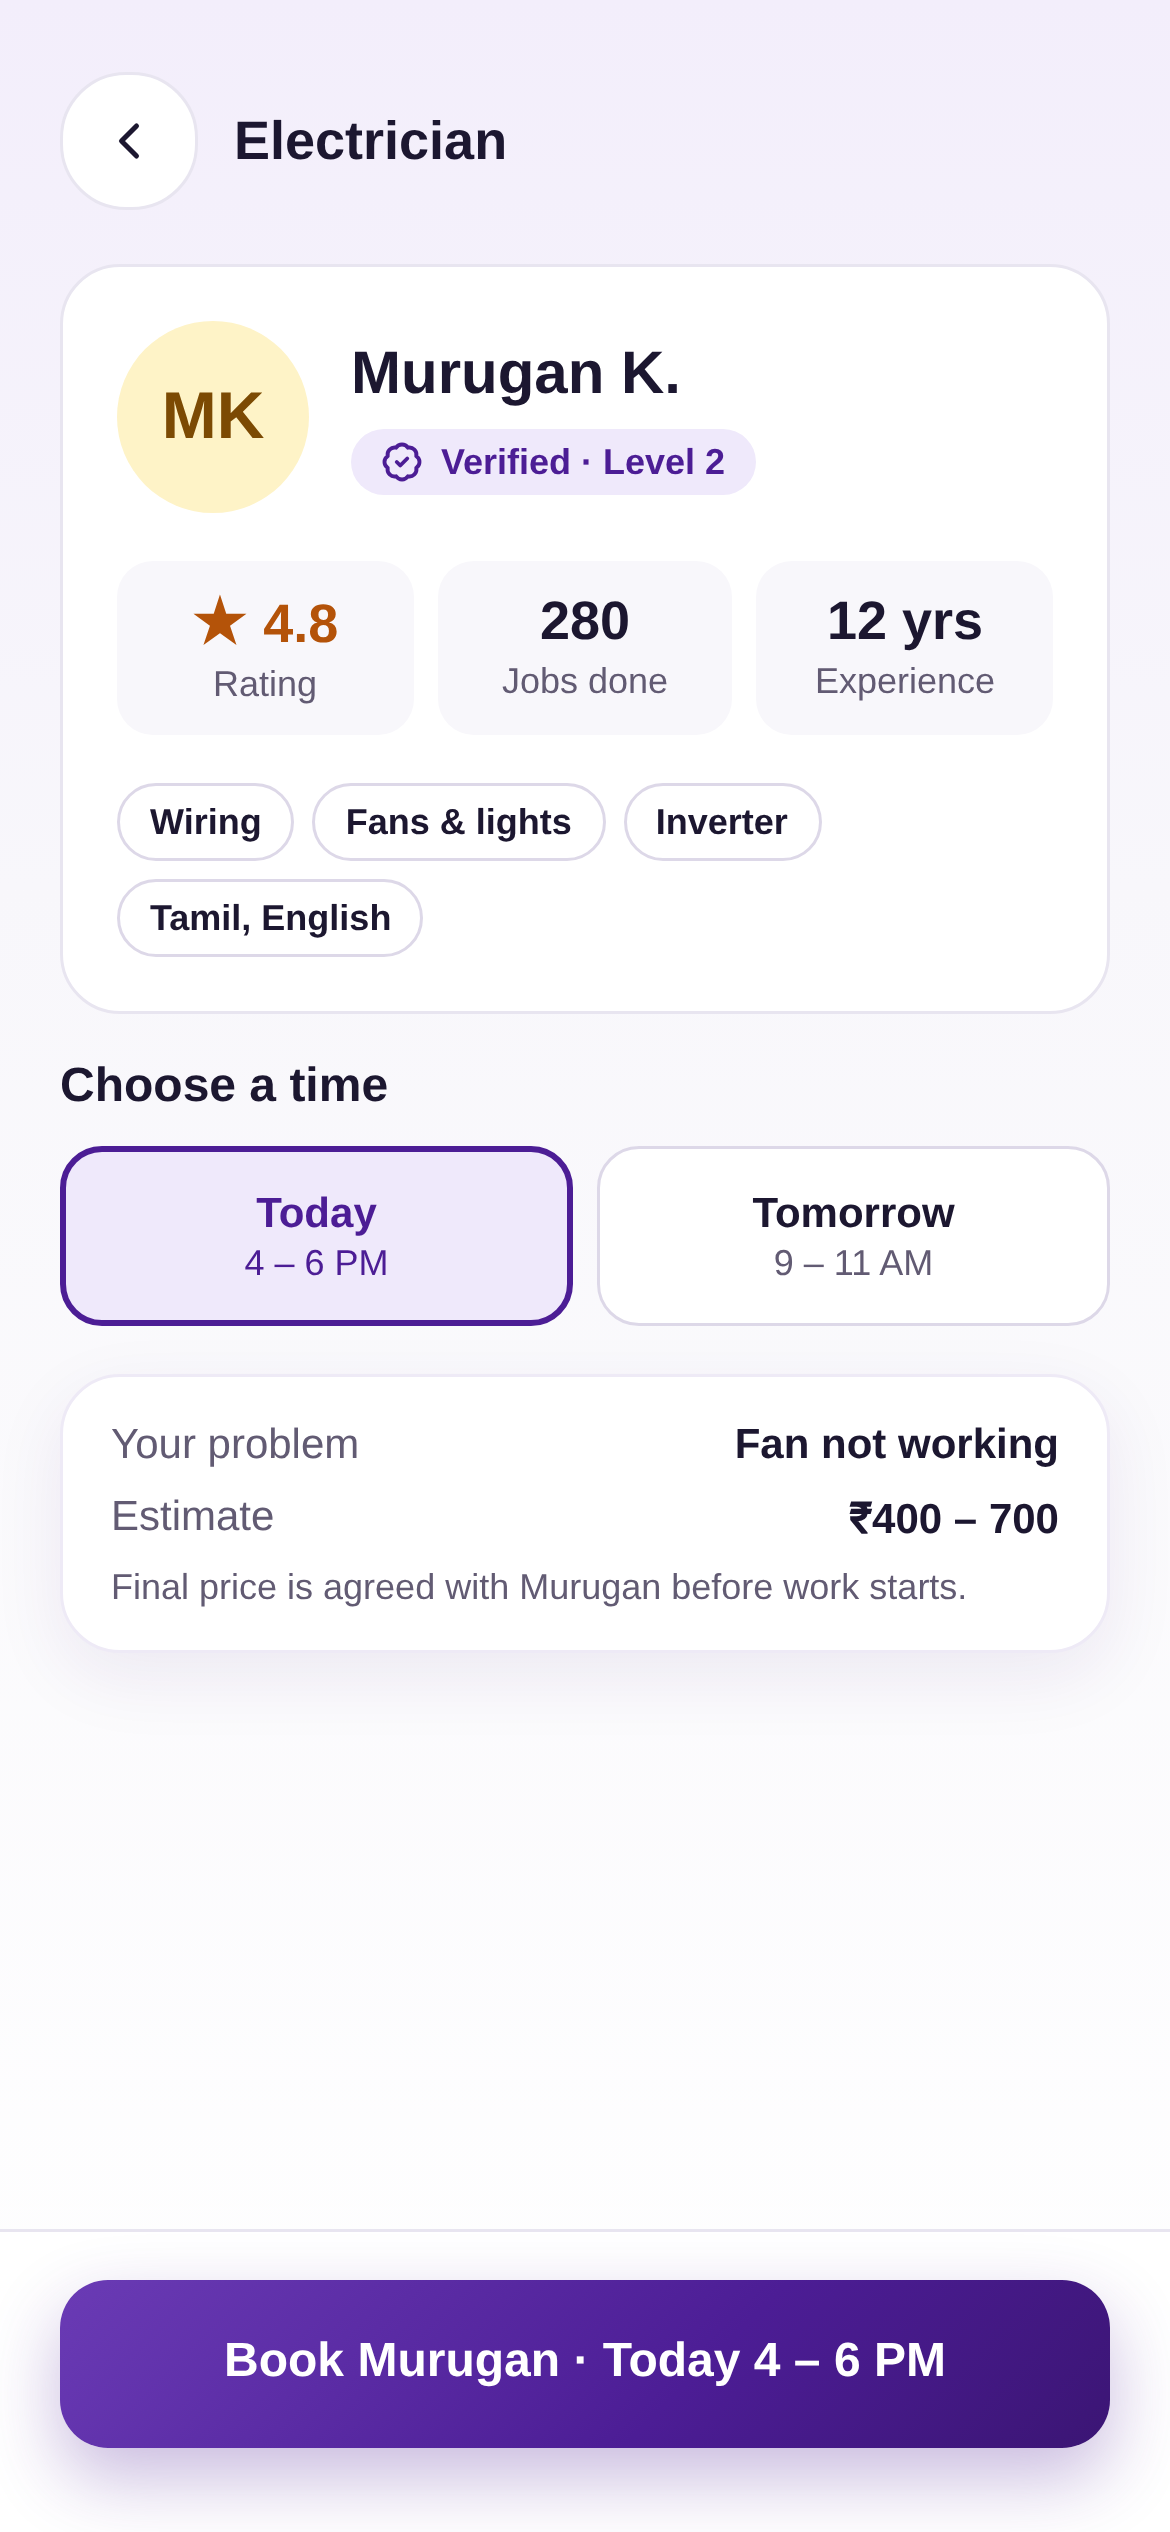 Electrician
MK
Murugan K.
Verified · Level 2
★ 4.8
Rating
280
Jobs done
12 yrs
Experience
Wiring
Fans & lights
Inverter
Tamil, English
Choose a time
Today
4 – 6 PM
Tomorrow
9 – 11 AM
Your problem
Fan not working
Estimate
₹400 – 700
Final price is agreed with Murugan before work starts.
Book Murugan · Today 4 – 6 PM